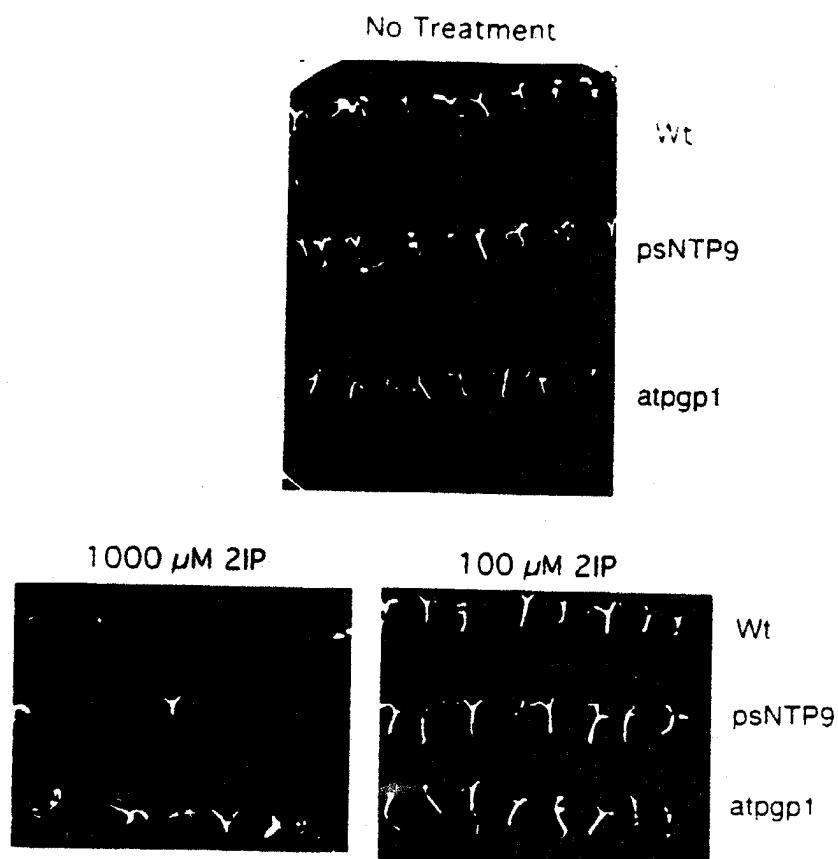 No Treatment
Wt
psNTP9
atpgp1
1000 μM 2IP
100 μM 2IP
Wt
psNTP9
atpgp1